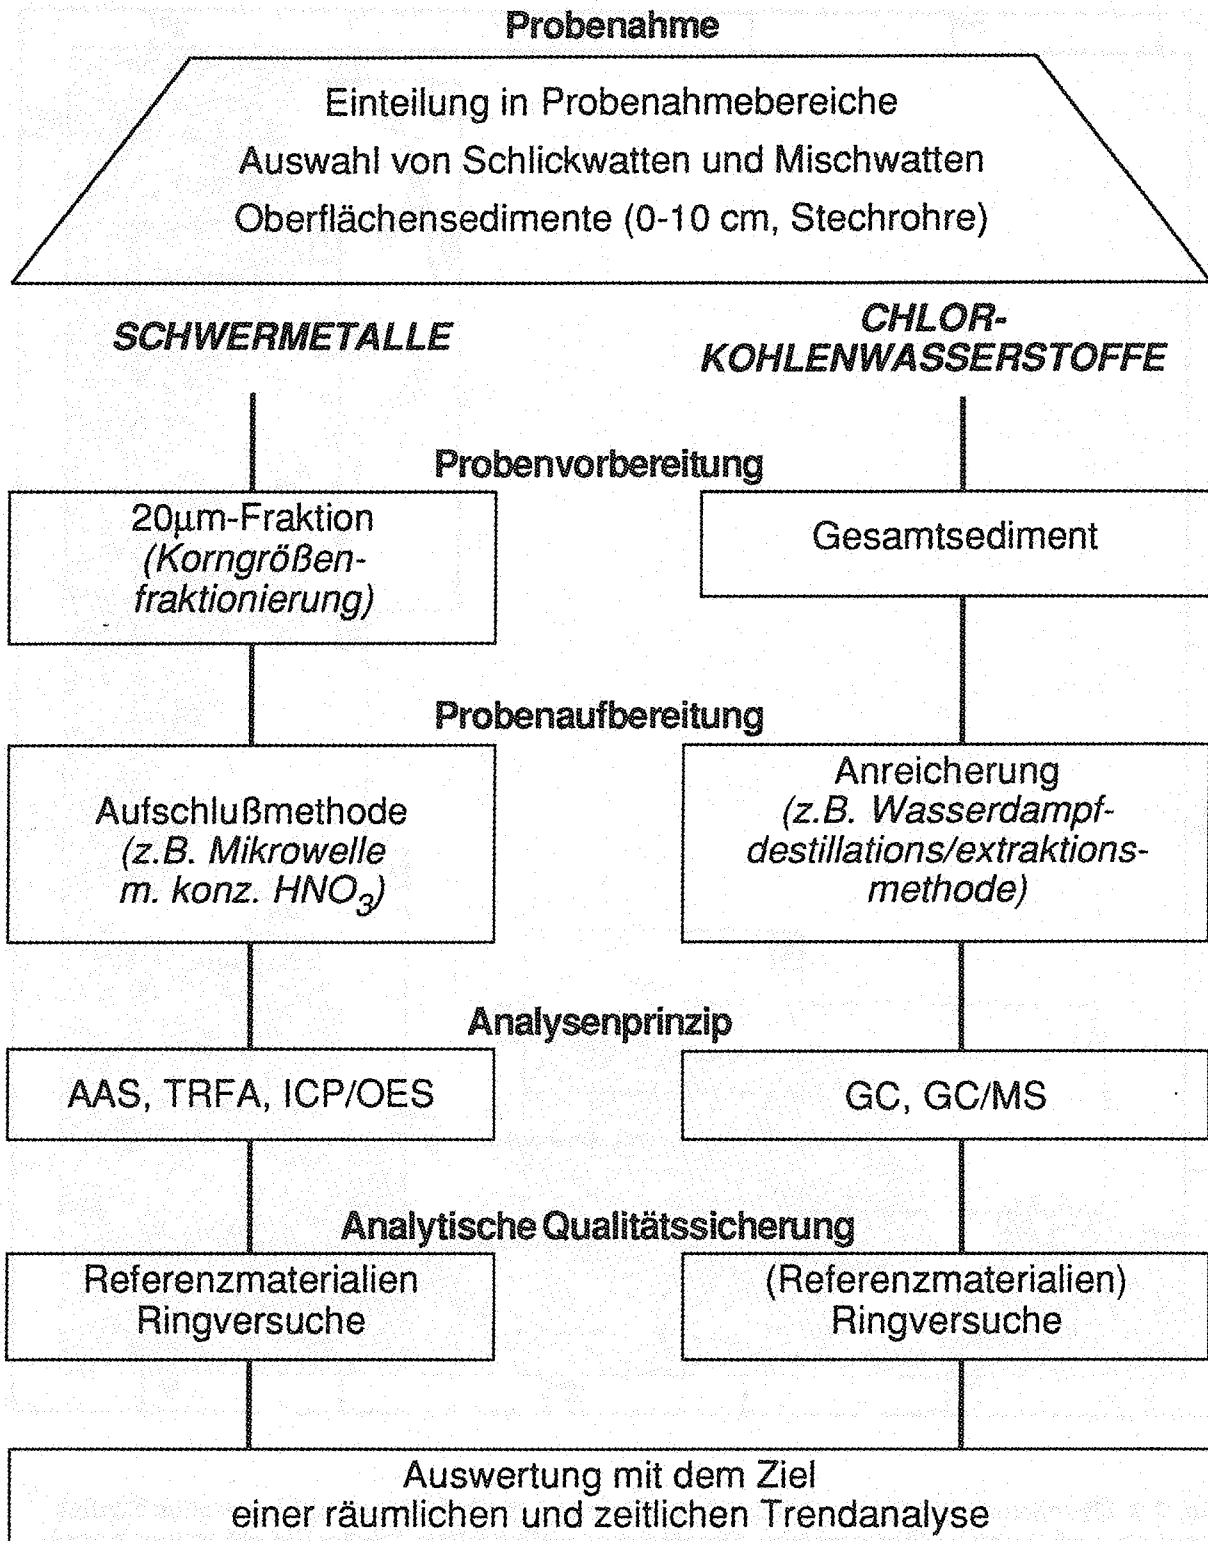 Probenahme
Einteilung in Probenahmebereiche
Auswahl von Schlickwatten und Mischwatten
Oberflächensedimente (0-10 cm, Stechrohre)
SCHWERMETALLE
CHLOR-
KOHLENWASSERSTOFFE
Probenvorbereitung
20µm-Fraktion
(Korngrößen-
fraktionierung)
Gesamtsediment
Probenaufbereitung
Aufschlußmethode
(z.B. Mikrowelle
m. konz. HNO₃)
Anreicherung
(z.B. Wasserdampf-
destillations/extraktions-
methode)
Analysenprinzip
AAS, TRFA, ICP/OES
GC, GC/MS
Analytische Qualitätssicherung
Referenzmaterialien
Ringversuche
(Referenzmaterialien)
Ringversuche
Auswertung mit dem Ziel
einer räumlichen und zeitlichen Trendanalyse